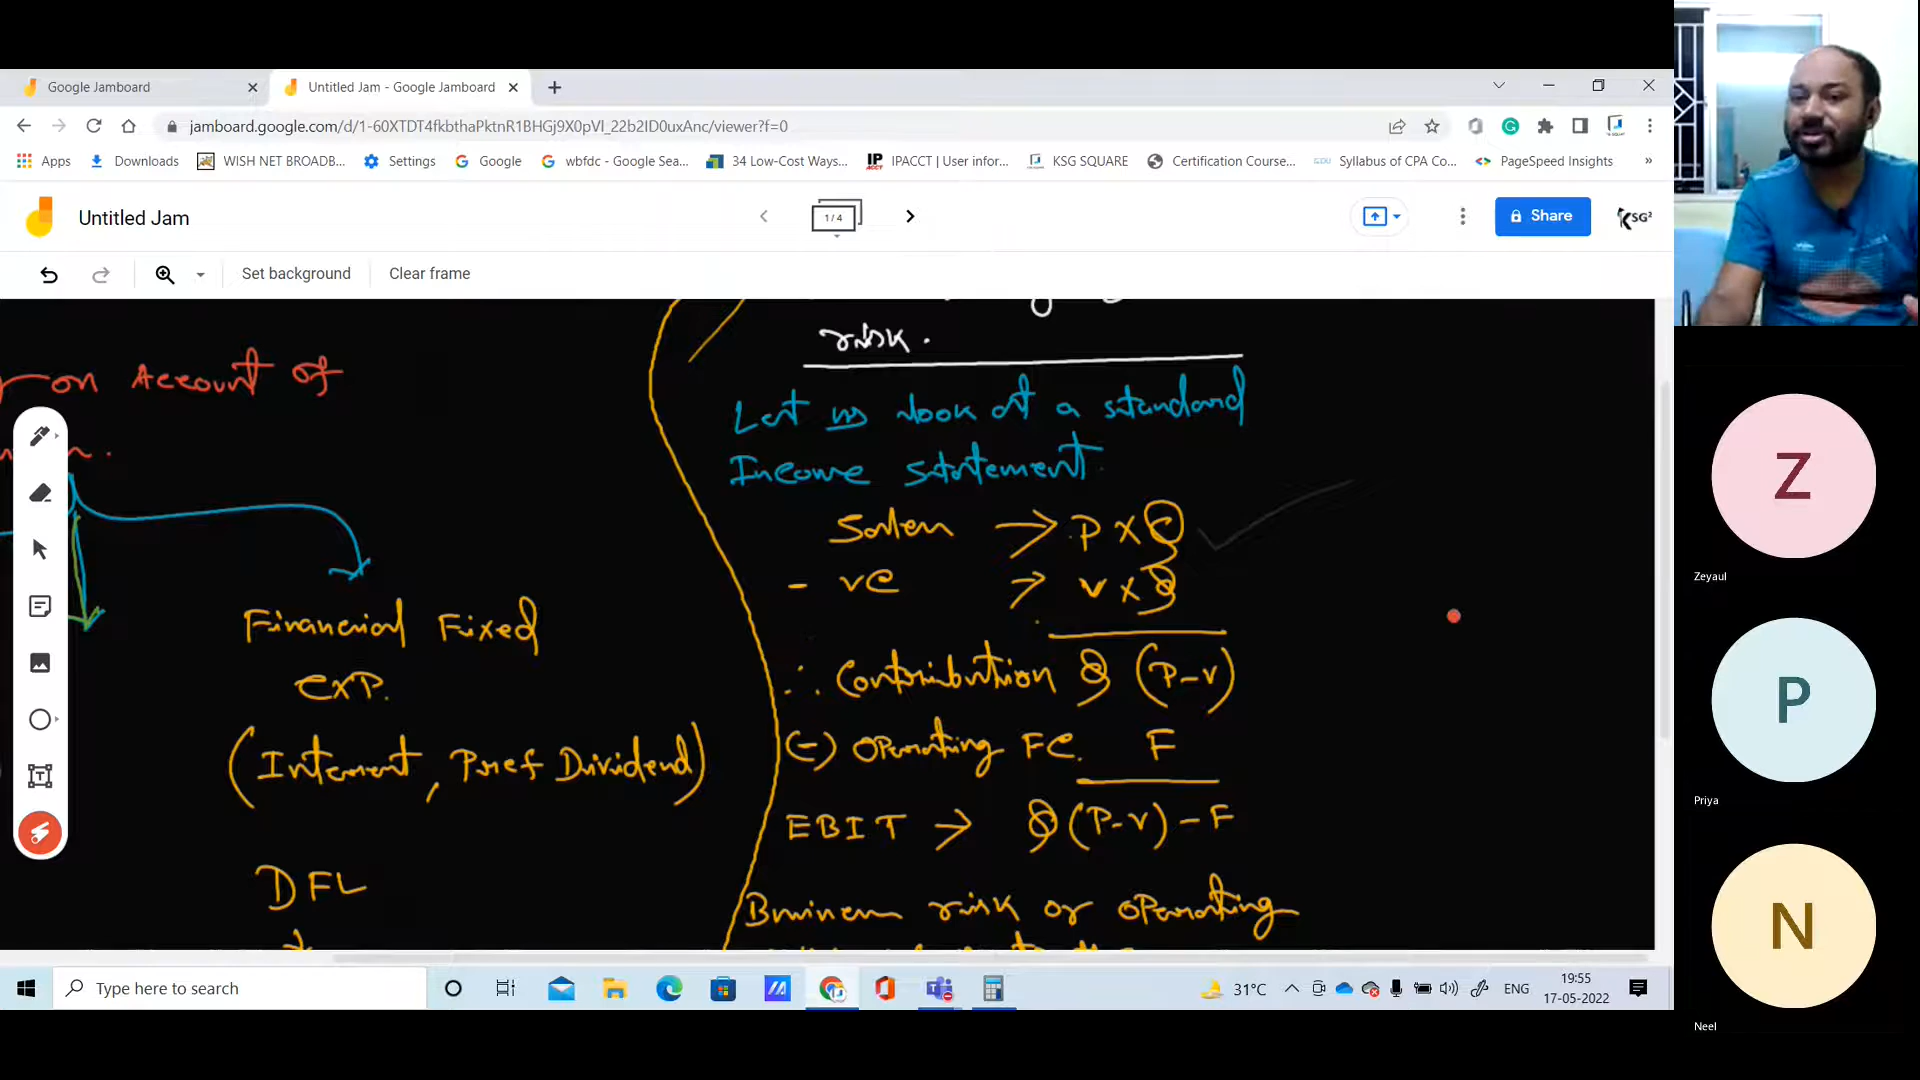 Google Jamboard
Untitled Jam - Google Jamboard
jamboard.google.com/d/1-60XTDT4fkbthaPktnR1BHGj9X0pVl_22b2ID0uxAnc/viewer?f=0
Apps
Downloads
WISH NET BROADB...
Settings
Google
wbfdc - Google Sea...
34 Low-Cost Ways...
IP ACCT IPACCT | User infor...
KSG SQUARE
Certification Course...
Syllabus of CPA Co...
PageSpeed Insights
»
Untitled Jam
1 / 4
Share
KSG²
Set background
Clear frame
on Account of
Financial Fixed
EXP.
(Interest, Pref Dividend)
DFL
risk.
Let us look at a standard
Income statement.
Sales → P X Q
- VC → V X Q
∴ Contribution Q (P-V)
(-) Operating FC. F
EBIT → Q (P-V) - F
Business risk or operating
Z
Zeyaul
P
Priya
N
Neel
Type here to search
31°C
ENG
19:55
17-05-2022